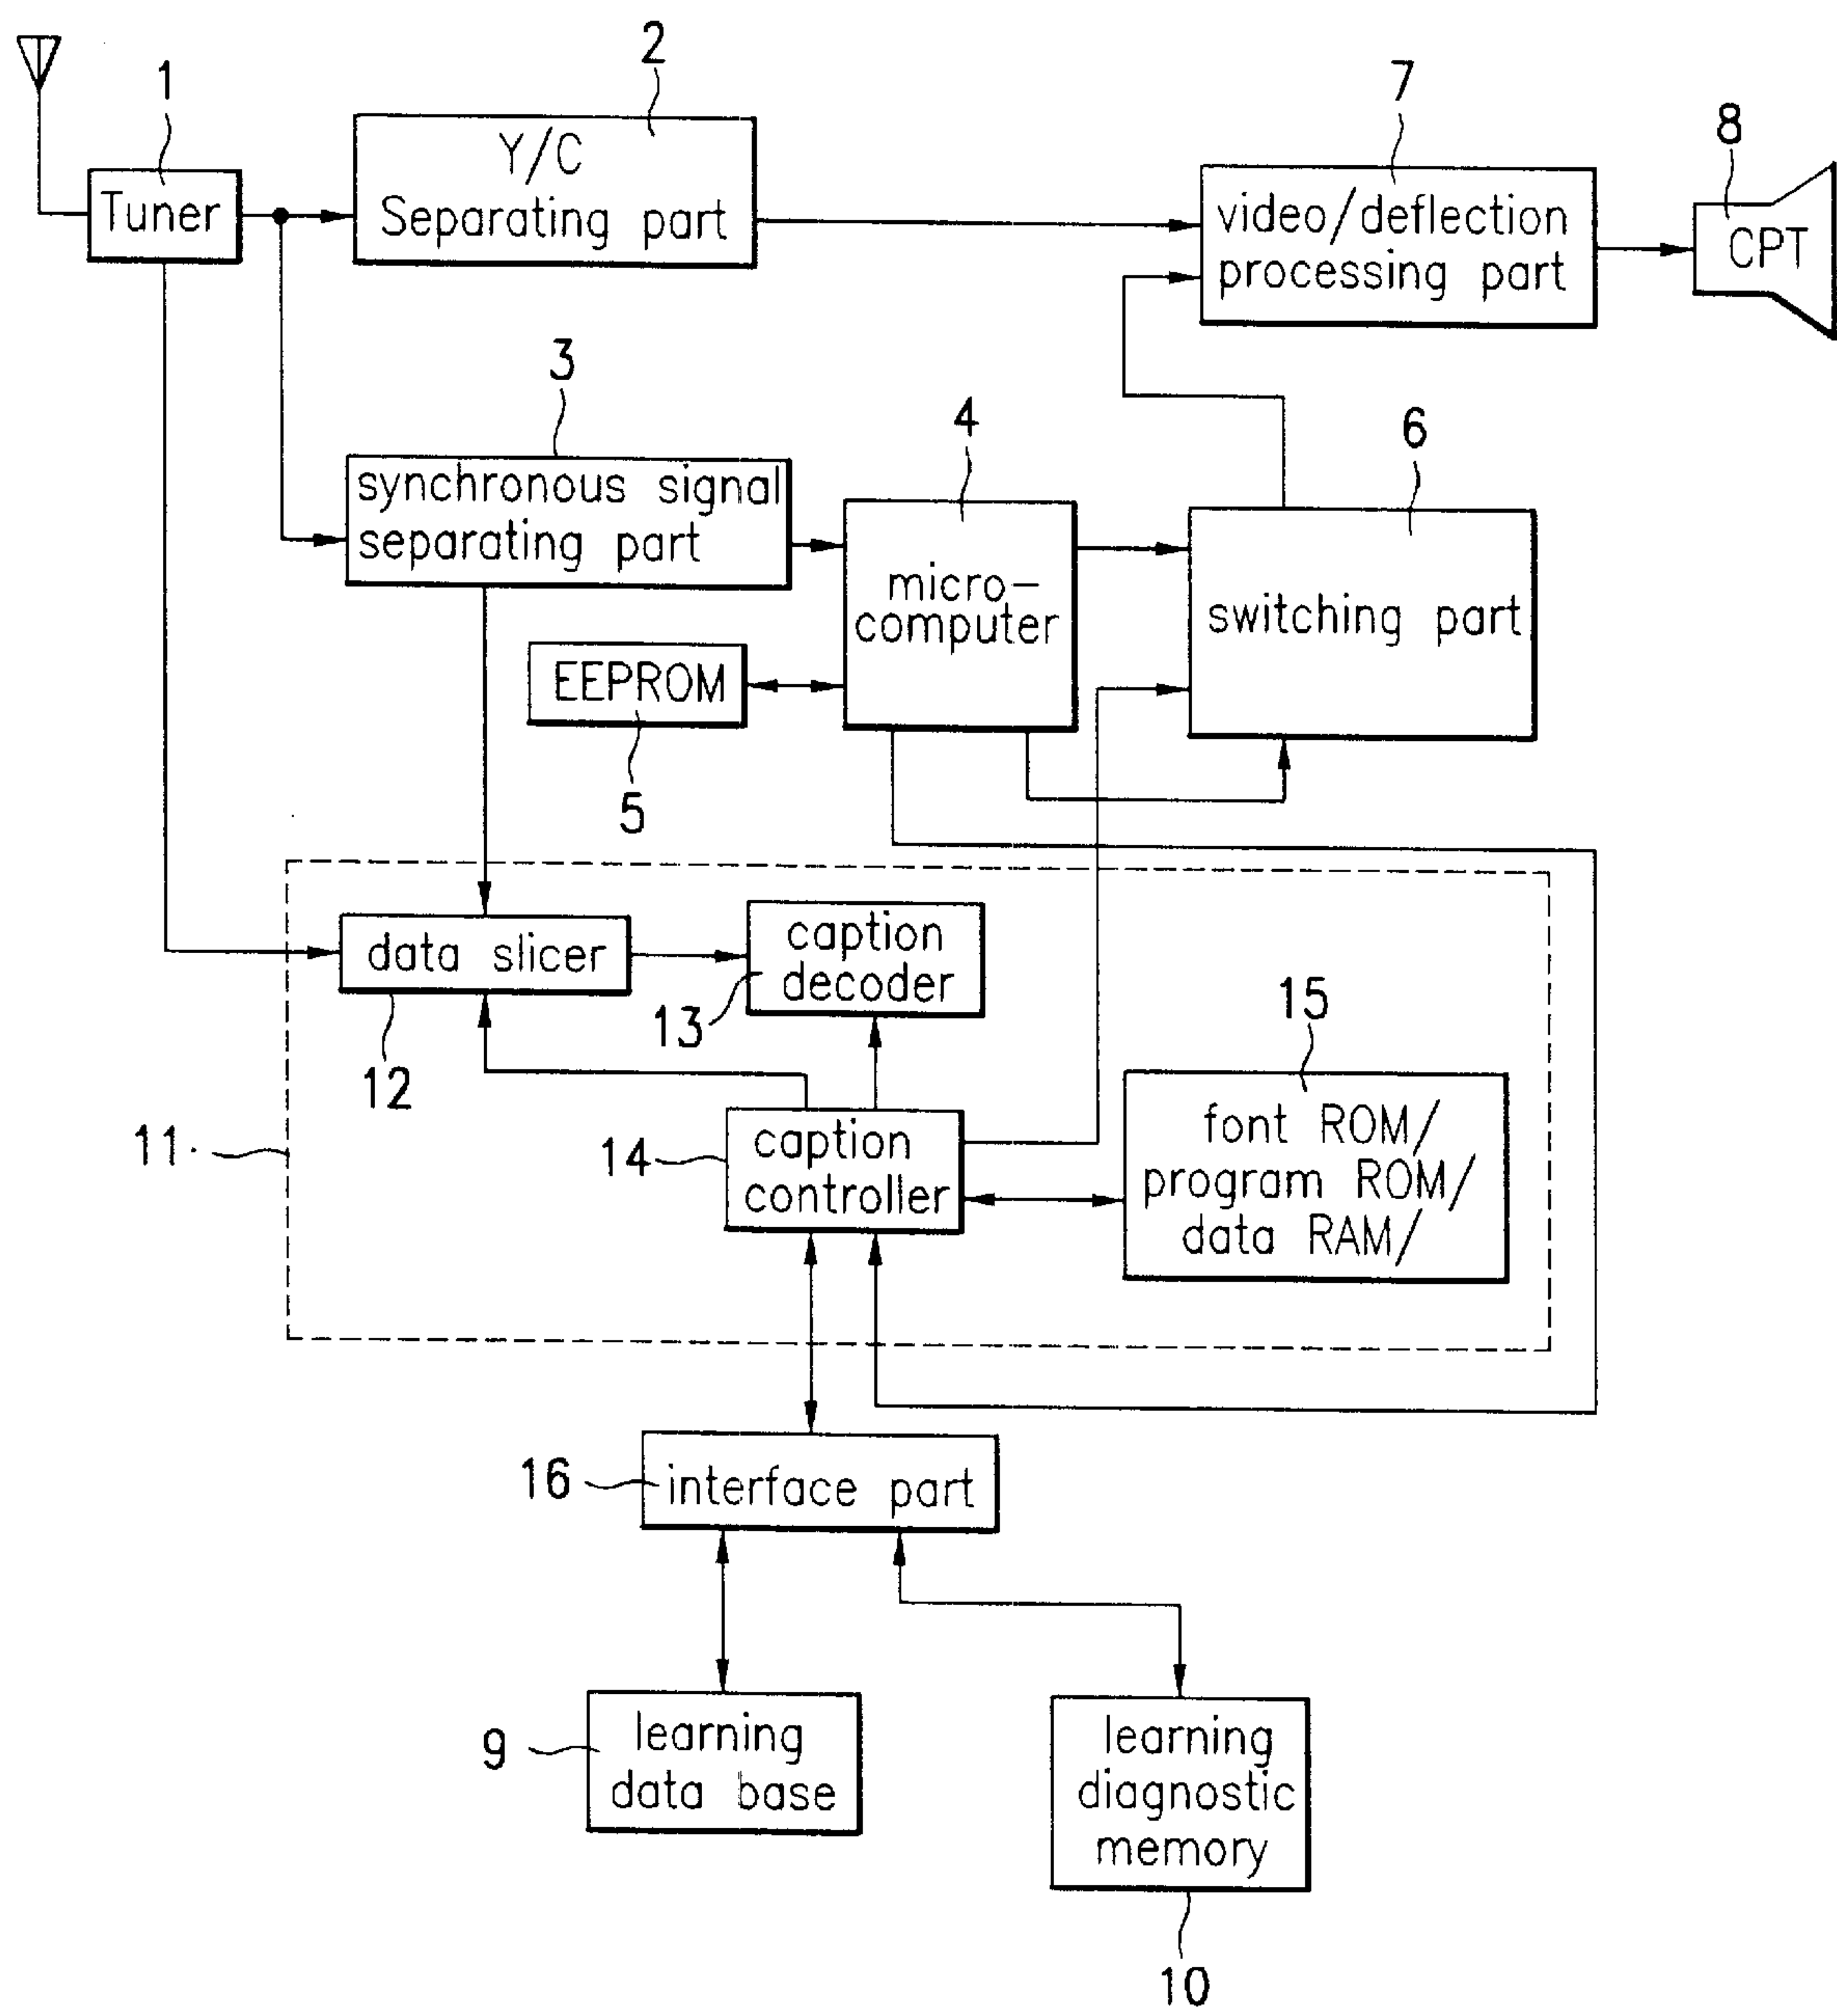 1
Tuner
2
Y/C
Separating part
7
video/deflection
processing part
8
CPT
3
synchronous signal
separating part
4
micro-
computer
6
switching part
EEPROM
5
data slicer
12
caption
decoder
13
11
14
caption
controller
15
font ROM/
program ROM/
data RAM/
16
interface part
9
learning
data base
learning
diagnostic
memory
10